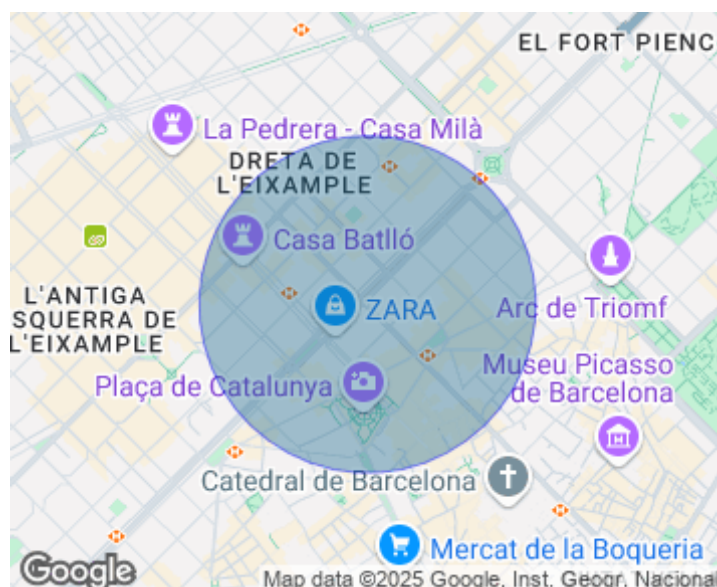 EL FORT PIENC
La Pedrera - Casa Milà
DRETA DE
L'EIXAMPLE
Casa Batlló
L'ANTIGA
SQUERRA DE
L'EIXAMPLE
ZARA
Arc de Triomf
Plaça de Catalunya
Museu Picasso
de Barcelona
Catedral de Barcelona
Mercat de la Boqueria
Google
Map data ©2025 Google, Inst. Geogr. Nacional